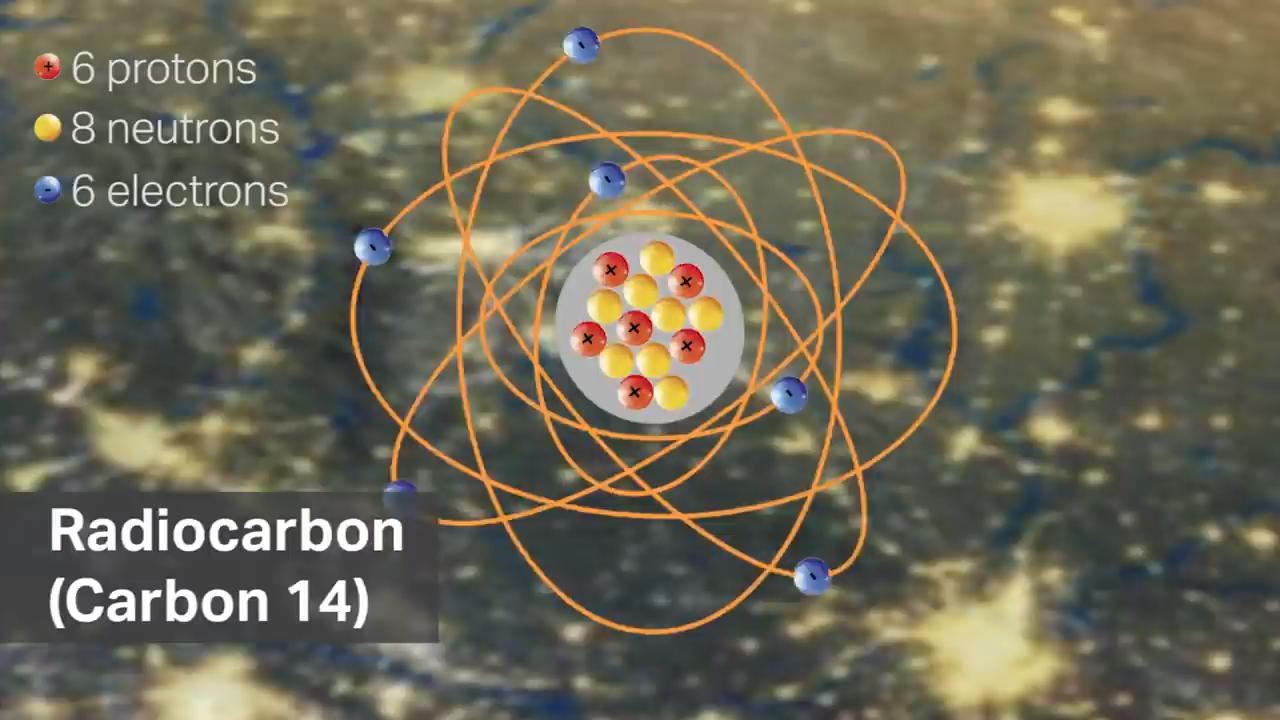 6 protons
8 neutrons
6 electrons
Radiocarbon
(Carbon 14)